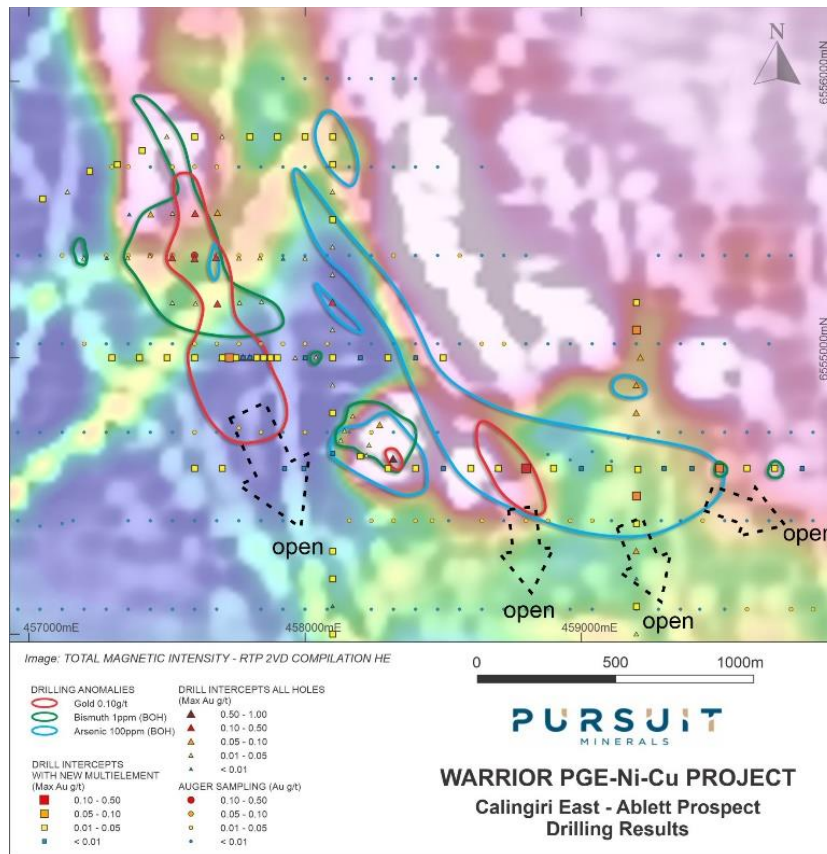 N
6556000mN
6555000mN
open
open
open
open
457000mE
458000mE
459000mE
Image: TOTAL MAGNETIC INTENSITY - RTP 2VD COMPILATION HE
0 500 1000m
DRILLING ANOMALIES
Gold 0.10g/t
Bismuth 1ppm (BOH)
Arsenic 100ppm (BOH)
DRILL INTERCEPTS
WITH NEW MULTIELEMENT
(Max Au g/t)
0.10 - 0.50
0.05 - 0.10
0.01 - 0.05
< 0.01
DRILL INTERCEPTS ALL HOLES
(Max Au g/t)
0.50 - 1.00
0.10 - 0.50
0.05 - 0.10
0.01 - 0.05
< 0.01
AUGER SAMPLING (Au g/t)
0.10 - 0.50
0.05 - 0.10
0.01 - 0.05
< 0.01
PURSUIT
MINERALS
WARRIOR PGE-Ni-Cu PROJECT
Calingiri East - Ablett Prospect
Drilling Results